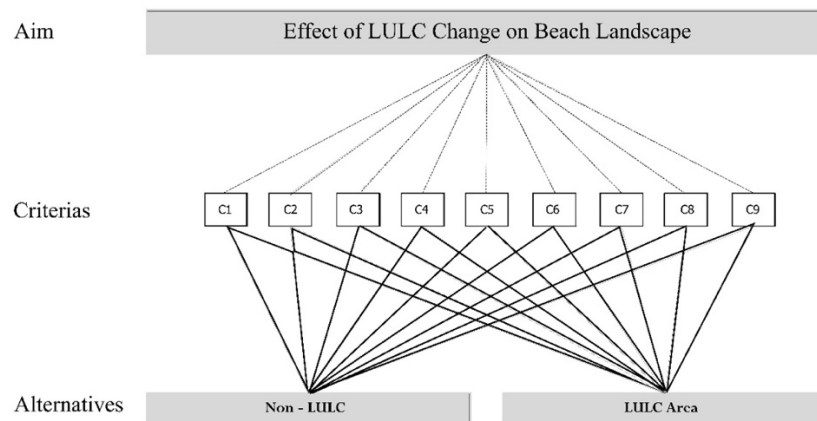 Aim
Effect of LULC Change on Beach Landscape
Criterias
C1 C2 C3 C4 C5 C6 C7 C8 C9
Alternatives
Non - LULC
LULC Area